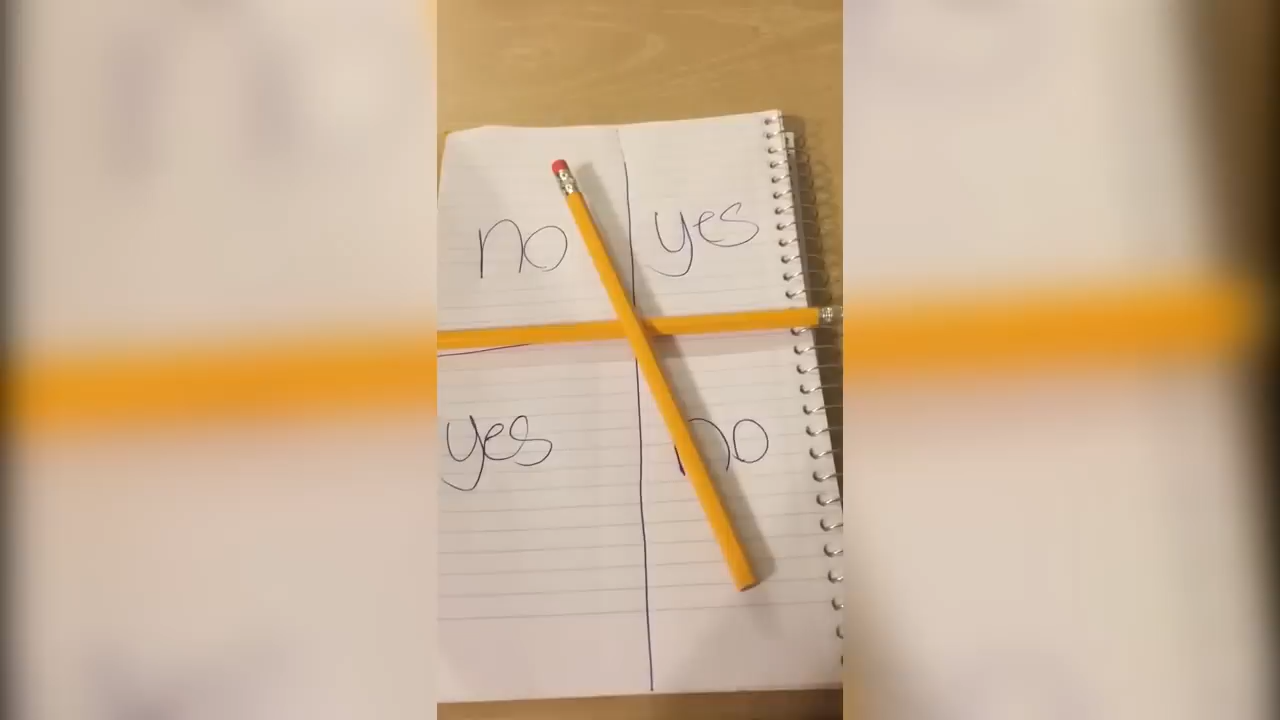 no yes
yes no